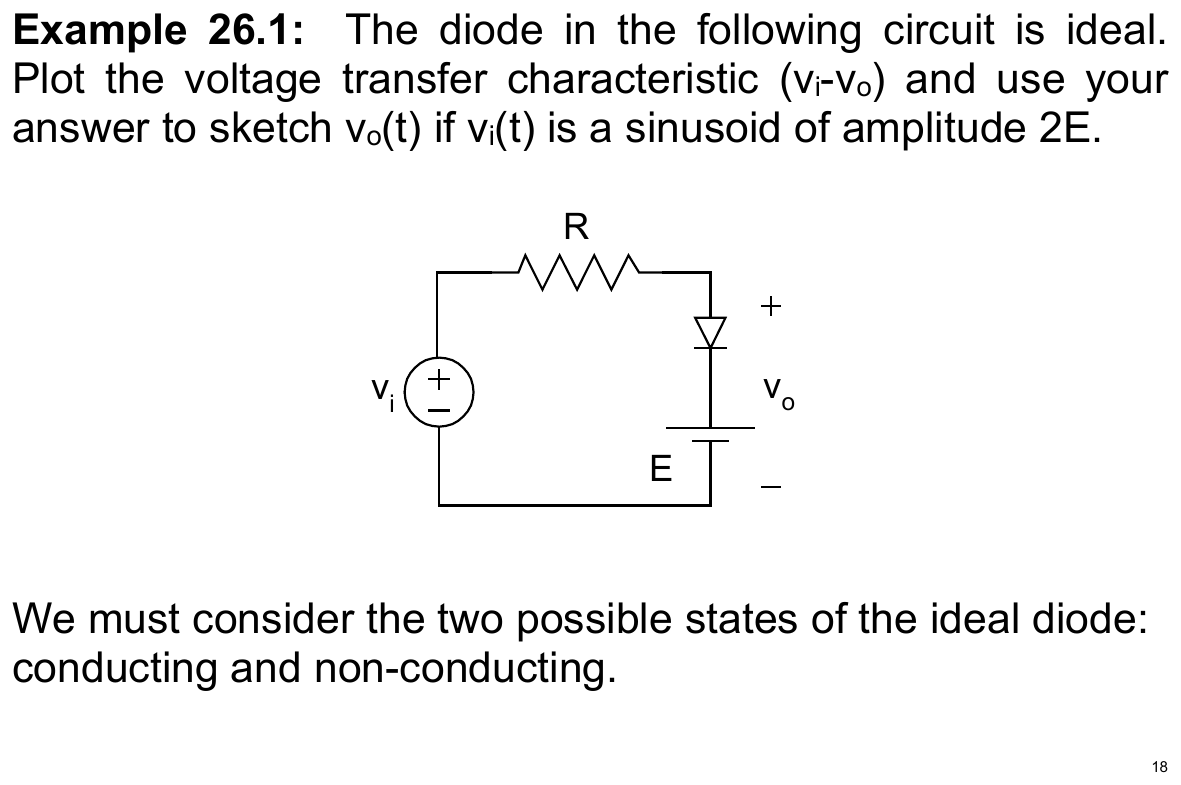 Example 26.1: The diode in the following circuit is ideal.
Plot the voltage transfer characteristic (vi-vo) and use your
answer to sketch vo(t) if vi(t) is a sinusoid of amplitude 2E.
R
+
vi
+
−
vo
E
−
We must consider the two possible states of the ideal diode:
conducting and non-conducting.
18